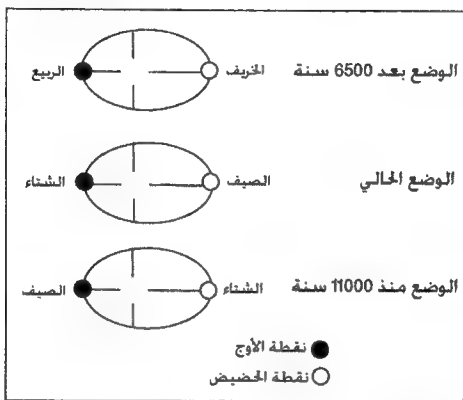 الوضع بعد 6500 سنة الخريف الربيع
الوضع الحالي الصيف الشتاء
الوضع منذ 11000 سنة الشتاء الصيف
نقطة الأوج
نقطة الحضيض